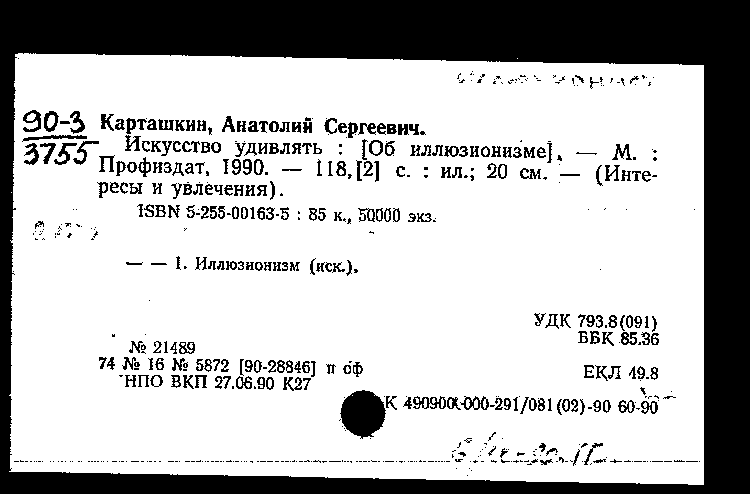 90-3
3755
Карташкин, Анатолий Сергеевич.
Искусство удивлять : [Об иллюзионизме]. — М. :
Профиздат, 1990. — 118,[2] с. : ил.; 20 см. — (Инте-
ресы и увлечения).
ISBN 5-255-00163-5 : 85 к., 50000 экз.
— — 1. Иллюзионизм (иск.).
УДК 793.8(091)
ББК 85.36
№ 21489
74 № 16 № 5872 [90-28846] п оф
ЕКЛ 49.8
НПО ВКП 27.06.90 К27
К 4909000-000-291/081(02)-90 60-90